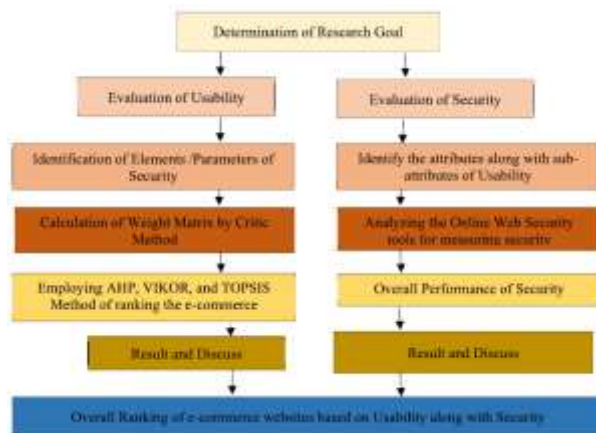 Determination of Research Goal
Evaluation of Usability
Evaluation of Security
Identification of Elements /Parameters of
Security
Identify the attributes along with sub-
attributes of Usability
Calculation of Weight Matrix by Critic
Method
Analyzing the Online Web Security
tools for measuring security
Employing AHP, VIKOR, and TOPSIS
Method of ranking the e-commerce
Overall Performance of Security
Result and Discuss
Result and Discuss
Overall Ranking of e-commerce websites based on Usability along with Security